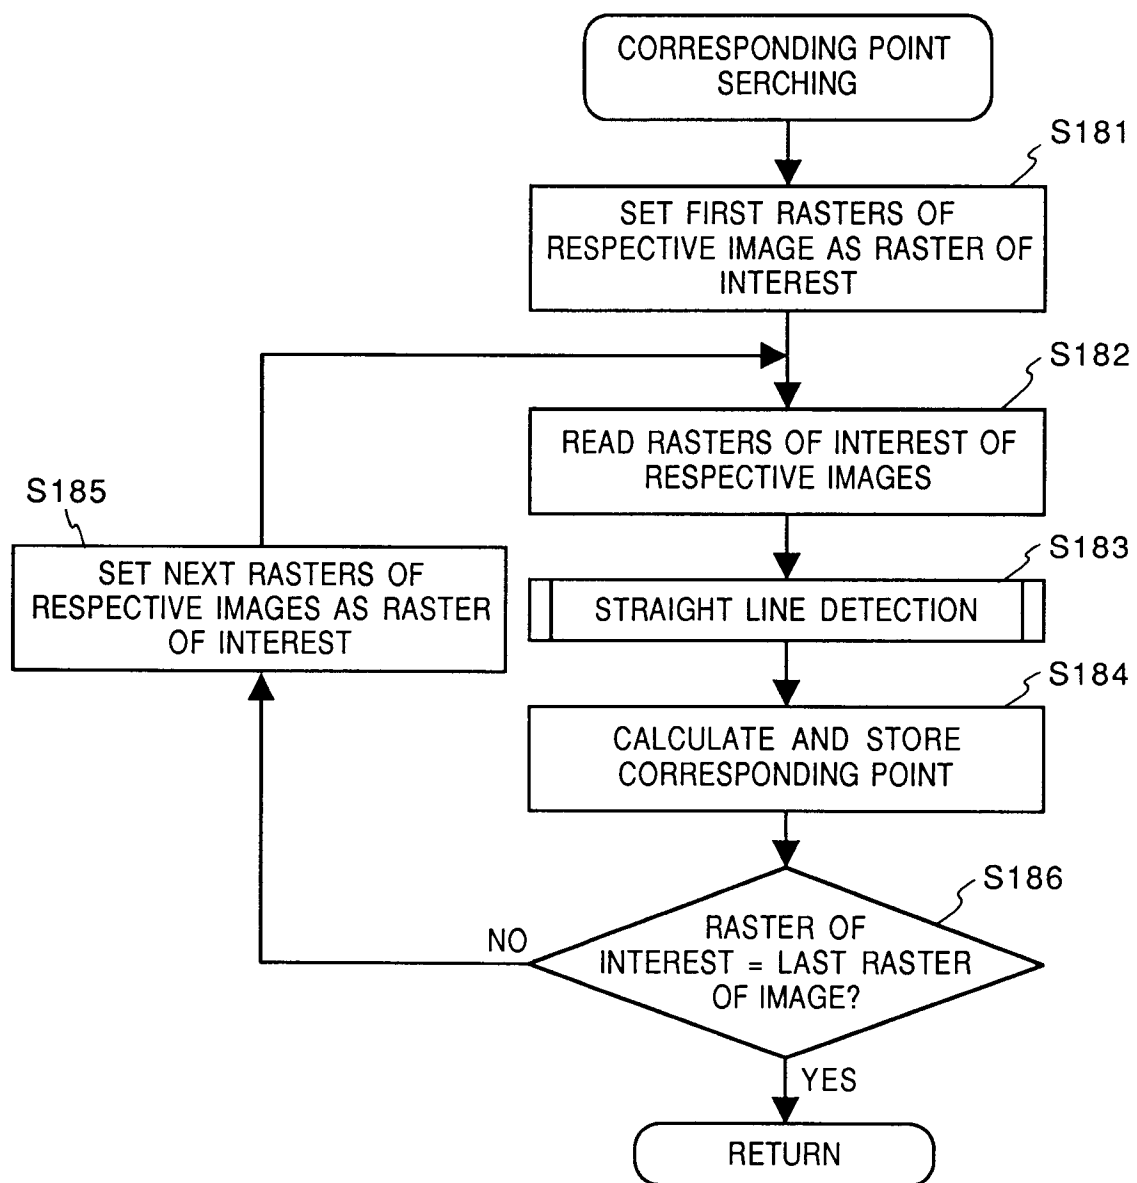 CORRESPONDING POINT
SERCHING
S181
SET FIRST RASTERS OF
RESPECTIVE IMAGE AS RASTER OF
INTEREST
S182
READ RASTERS OF INTEREST OF
RESPECTIVE IMAGES
S185
SET NEXT RASTERS OF
RESPECTIVE IMAGES AS RASTER
OF INTEREST
S183
STRAIGHT LINE DETECTION
S184
CALCULATE AND STORE
CORRESPONDING POINT
S186
RASTER OF
INTEREST = LAST RASTER
OF IMAGE?
NO
YES
RETURN